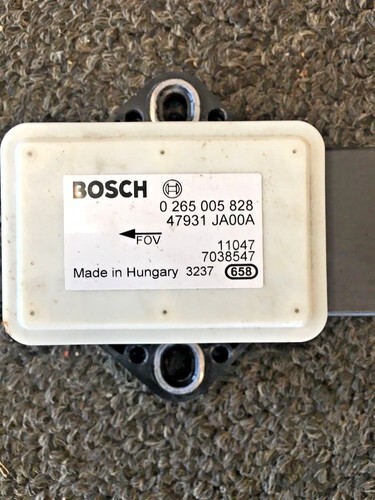 BOSCH
0 265 005 828
47931 JA00A
FOV
11047
7038547
Made in Hungary 3237 658